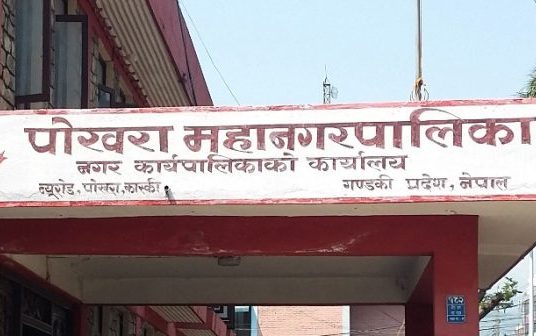 पोखरा महानगरपालिका
नगर कार्यपालिकाको कार्यालय
न्यूरोड, पोखरा, कास्की
गण्डकी प्रदेश, नेपाल